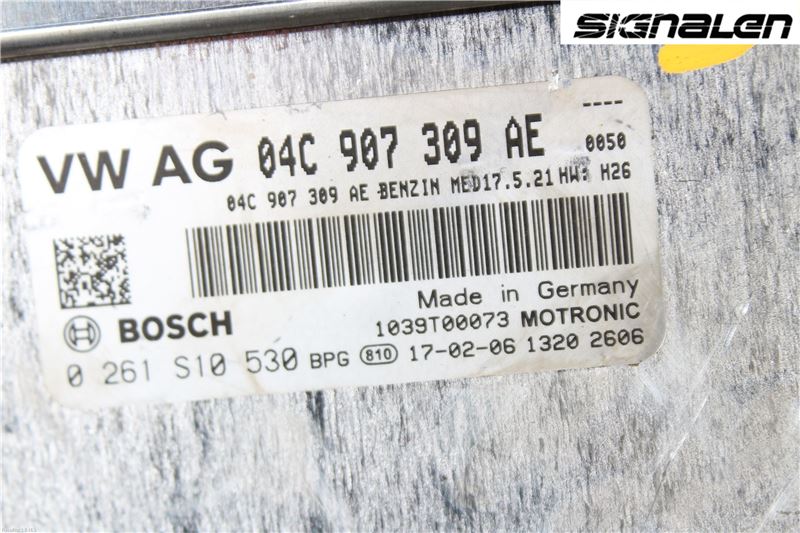 SIGNALEN
----
VW AG 04C 907 309 AE 0050
04C 907 309 AE BENZIN MED17.5.21 HW: H26
Made in Germany
BOSCH 1039T00073 MOTRONIC
0 261 S10 530 BPG 810 17-02-06 1320 2606